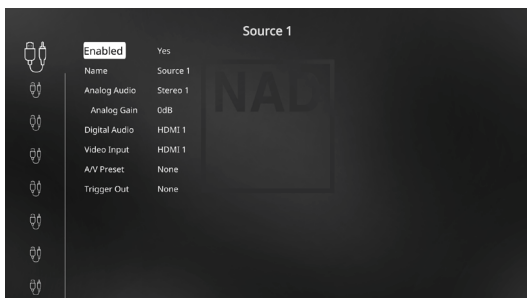 Source 1
Enabled Yes
Name Source 1
Analog Audio Stereo 1
Analog Gain 0dB
Digital Audio HDMI 1
Video Input HDMI 1
A/V Preset None
Trigger Out None
NAD